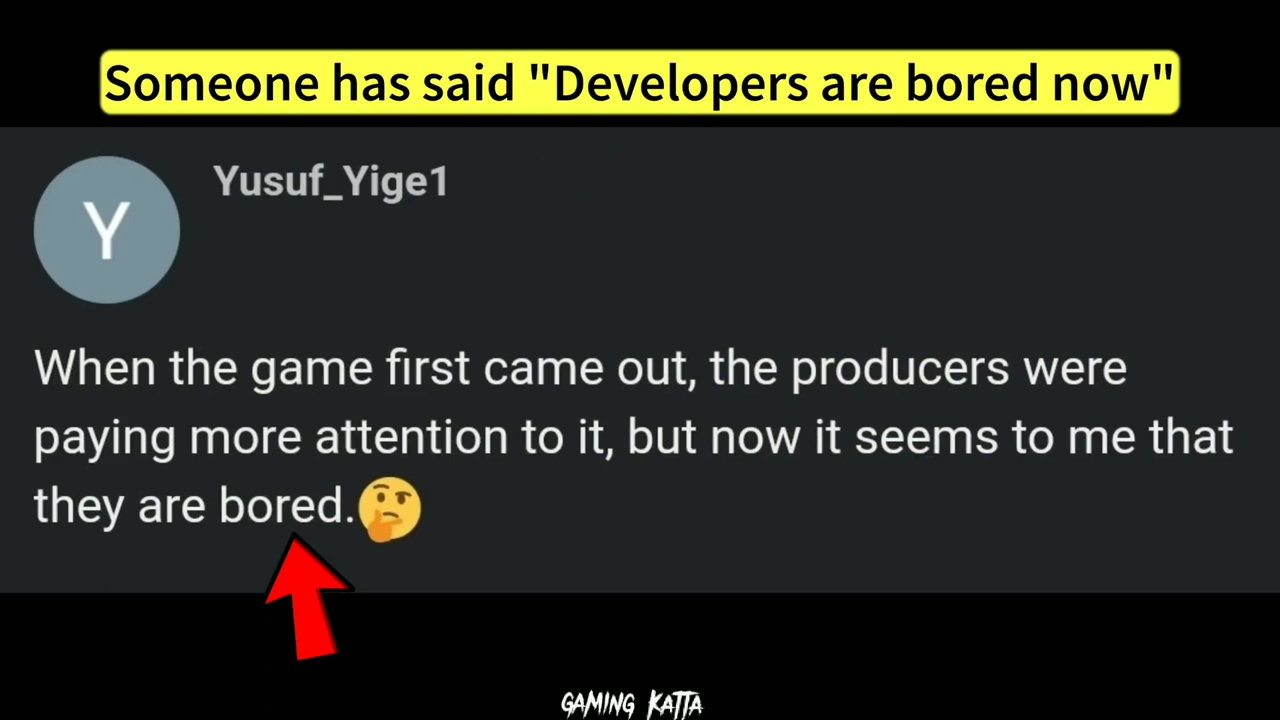 Someone has said "Developers are bored now"
Y
Yusuf_Yige1
When the game first came out, the producers were
paying more attention to it, but now it seems to me that
they are bored.🤔
GAMING KATTA